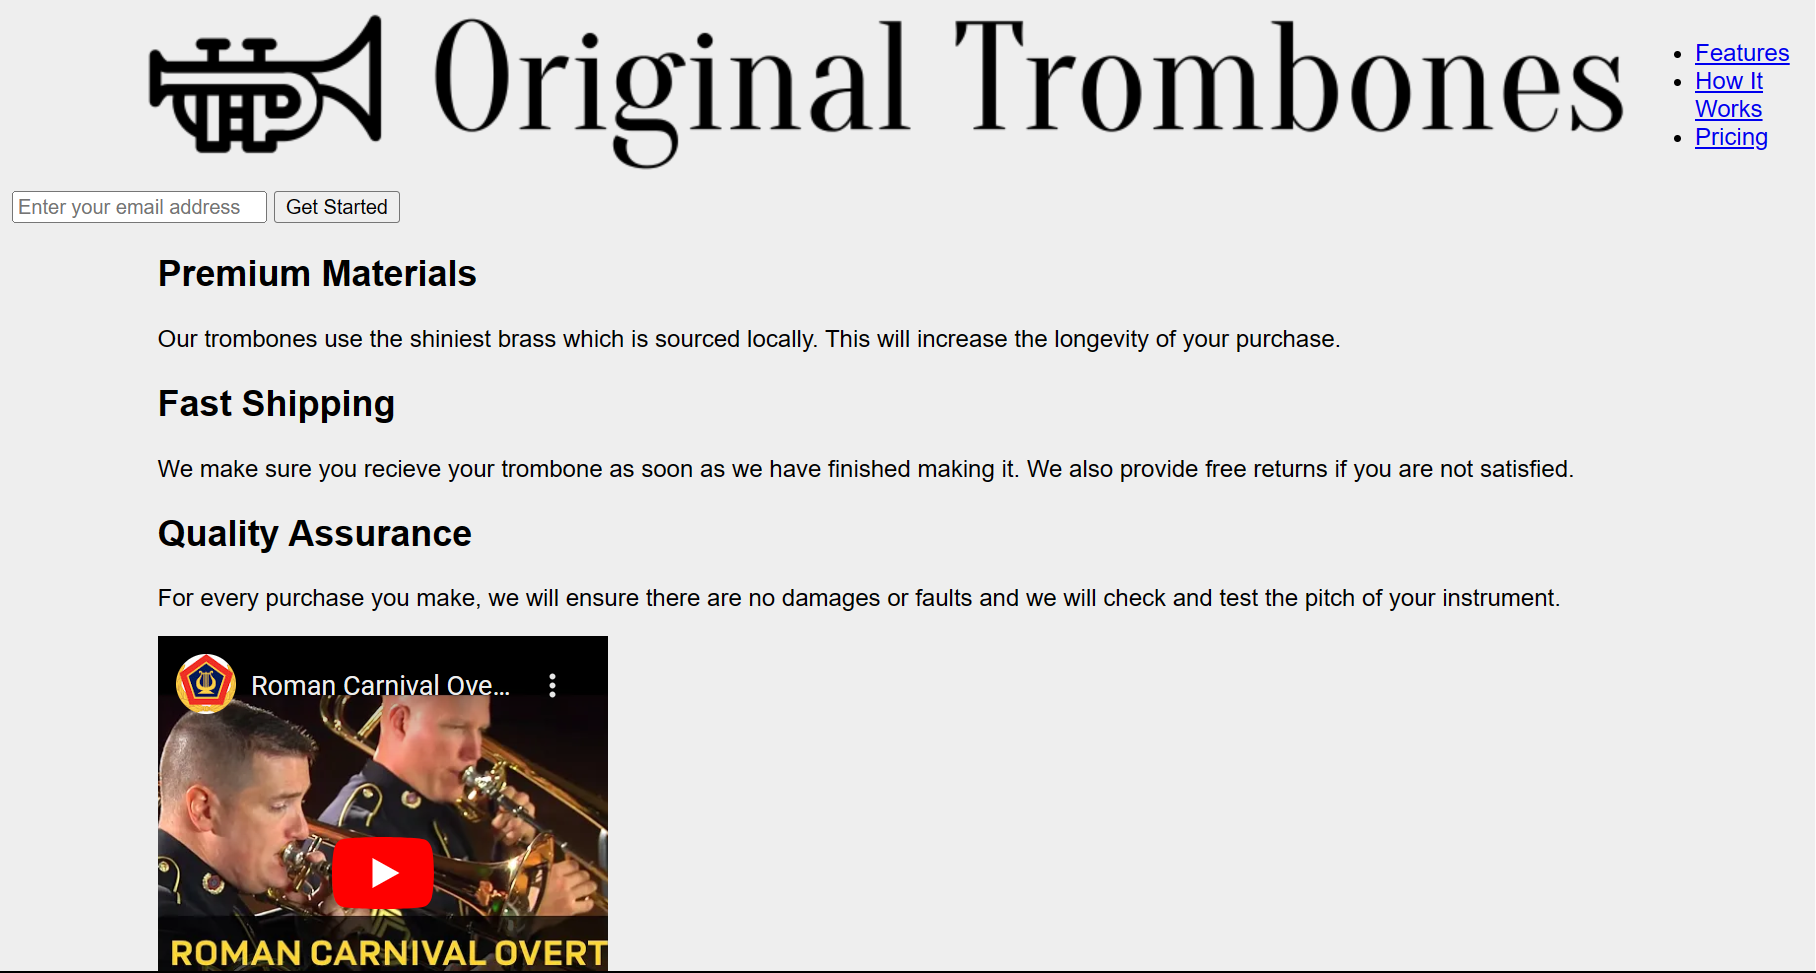 Original Trombones
Features
How It
Works
Pricing
Enter your email address
Get Started
Premium Materials
Our trombones use the shiniest brass which is sourced locally. This will increase the longevity of your purchase.
Fast Shipping
We make sure you recieve your trombone as soon as we have finished making it. We also provide free returns if you are not satisfied.
Quality Assurance
For every purchase you make, we will ensure there are no damages or faults and we will check and test the pitch of your instrument.
Roman Carnival Ove...
ROMAN CARNIVAL OVERT